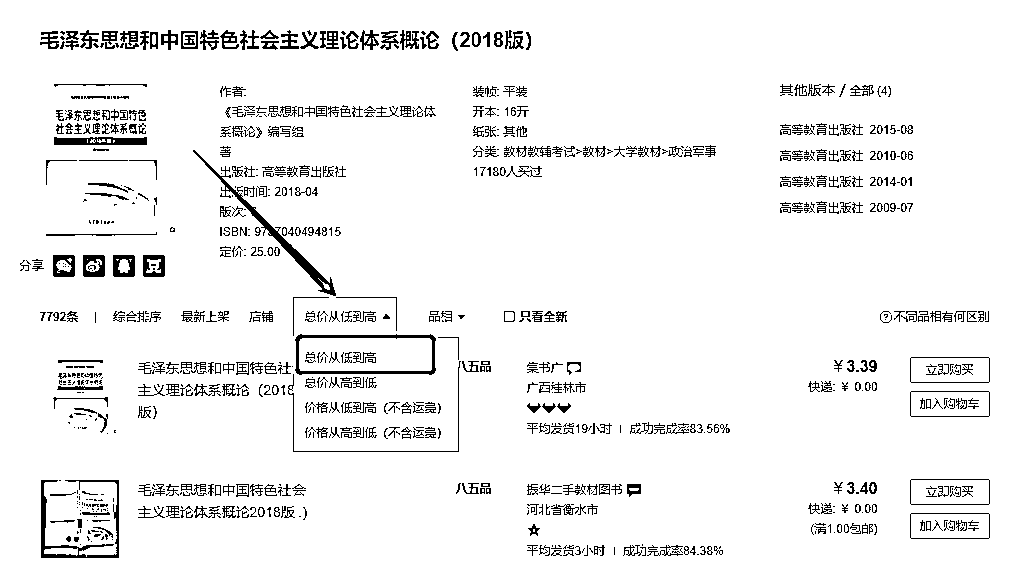 毛泽东思想和中国特色社会主义理论体系概论（2018版）
毛泽东思想和中国特色
社会主义理论体系概论
作者:
《毛泽东思想和中国特色社会主义理论体
系概论》编写组
著
出版社: 高等教育出版社
出版时间: 2018-04
版次:
ISBN: 9787040494815
定价: 25.00
装帧: 平装
开本: 16开
纸张: 其他
分类: 教材教辅考试>教材>大学教材>政治军事
17180人买过
其他版本 / 全部 (4)
高等教育出版社 2015-08
高等教育出版社 2010-06
高等教育出版社 2014-01
高等教育出版社 2009-07
分享
7792条 | 综合排序 最新上架 店铺 总价从低到高 品相 只看全新 ?不同品相有何区别
总价从低到高
总价从高到低
价格从低到高（不含运费）
价格从高到低（不含运费）
毛泽东思想和中国特色社
主义理论体系概论（2018
版）
八五品
集书广
广西桂林市
平均发货19小时 | 成功完成率83.56%
¥ 3.39
快递: ¥ 0.00
立即购买
加入购物车
毛泽东思想和中国特色社会
主义理论体系概论2018版 .)
八五品
振华二手教材图书
河北省衡水市
平均发货3小时 | 成功完成率84.38%
¥ 3.40
快递: ¥ 0.00
(满1.00包邮)
立即购买
加入购物车